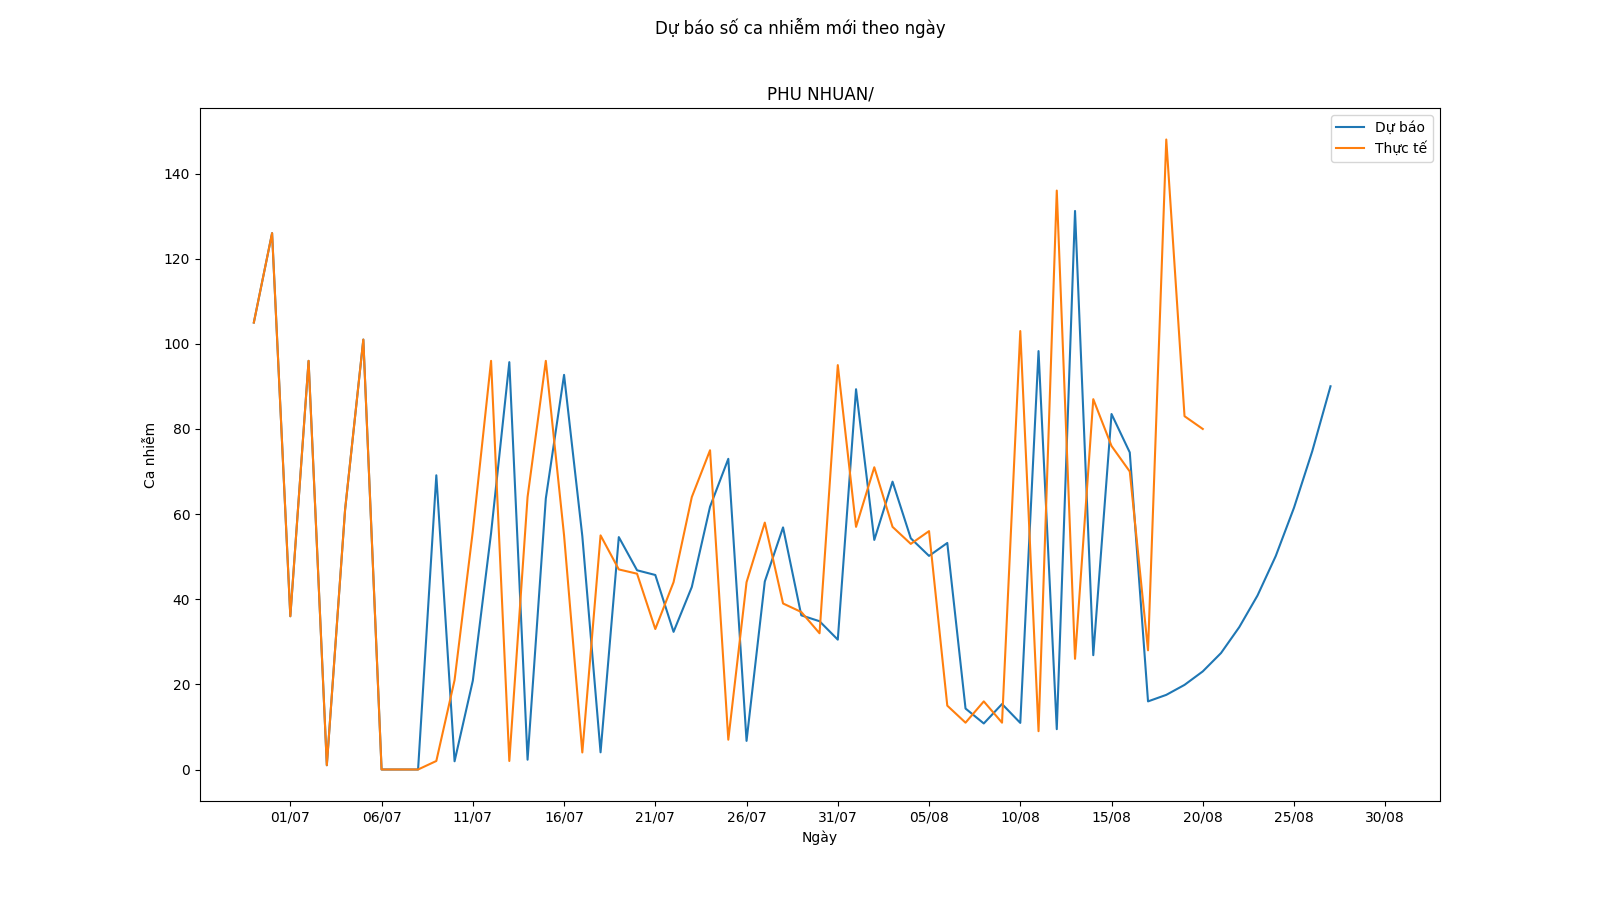 Dự báo số ca nhiễm mới theo ngày
PHU NHUAN/
Dự báo
Thực tế
140
120
100
80
60
40
20
0
Ca nhiễm
01/07 06/07 11/07 16/07 21/07 26/07 31/07 05/08 10/08 15/08 20/08 25/08 30/08
Ngày